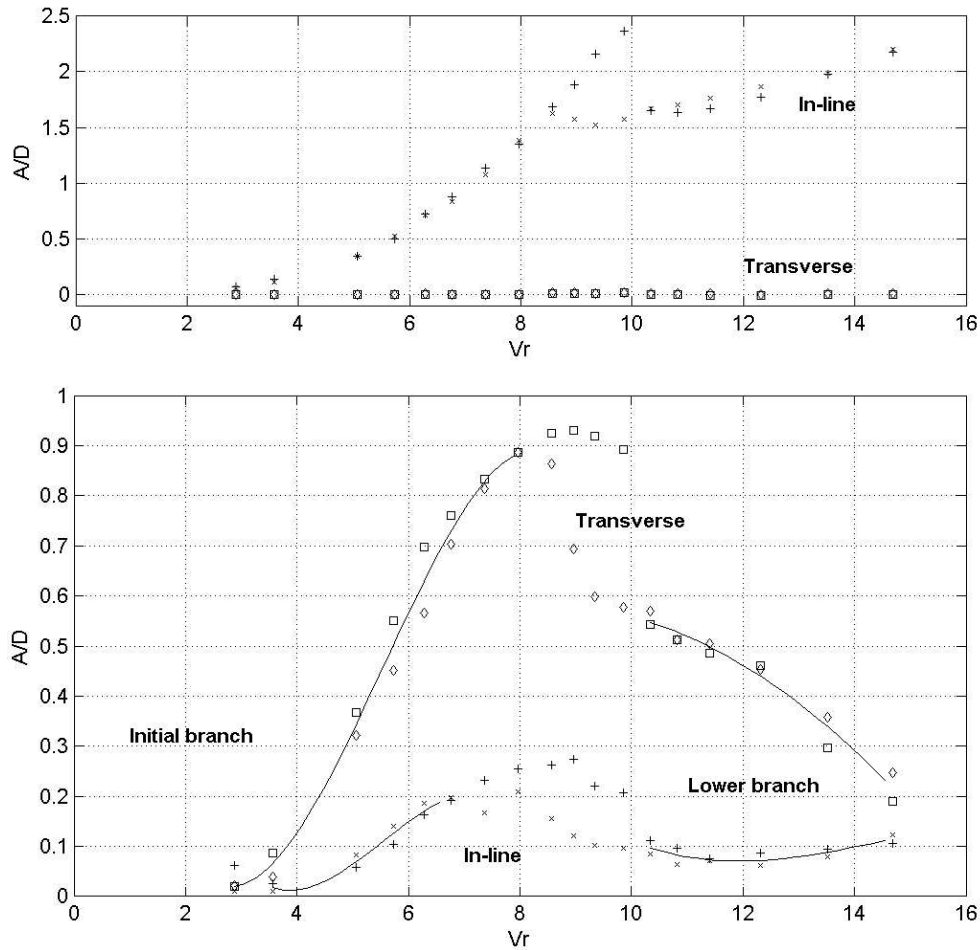 2.5
2
1.5
1
0.5
0
A/D
In-line
Transverse
0 2 4 6 8 10 12 14 16
Vr
1
0.9
0.8
0.7
0.6
0.5
0.4
0.3
0.2
0.1
0
A/D
Transverse
Initial branch
Lower branch
In-line
0 2 4 6 8 10 12 14 16
Vr